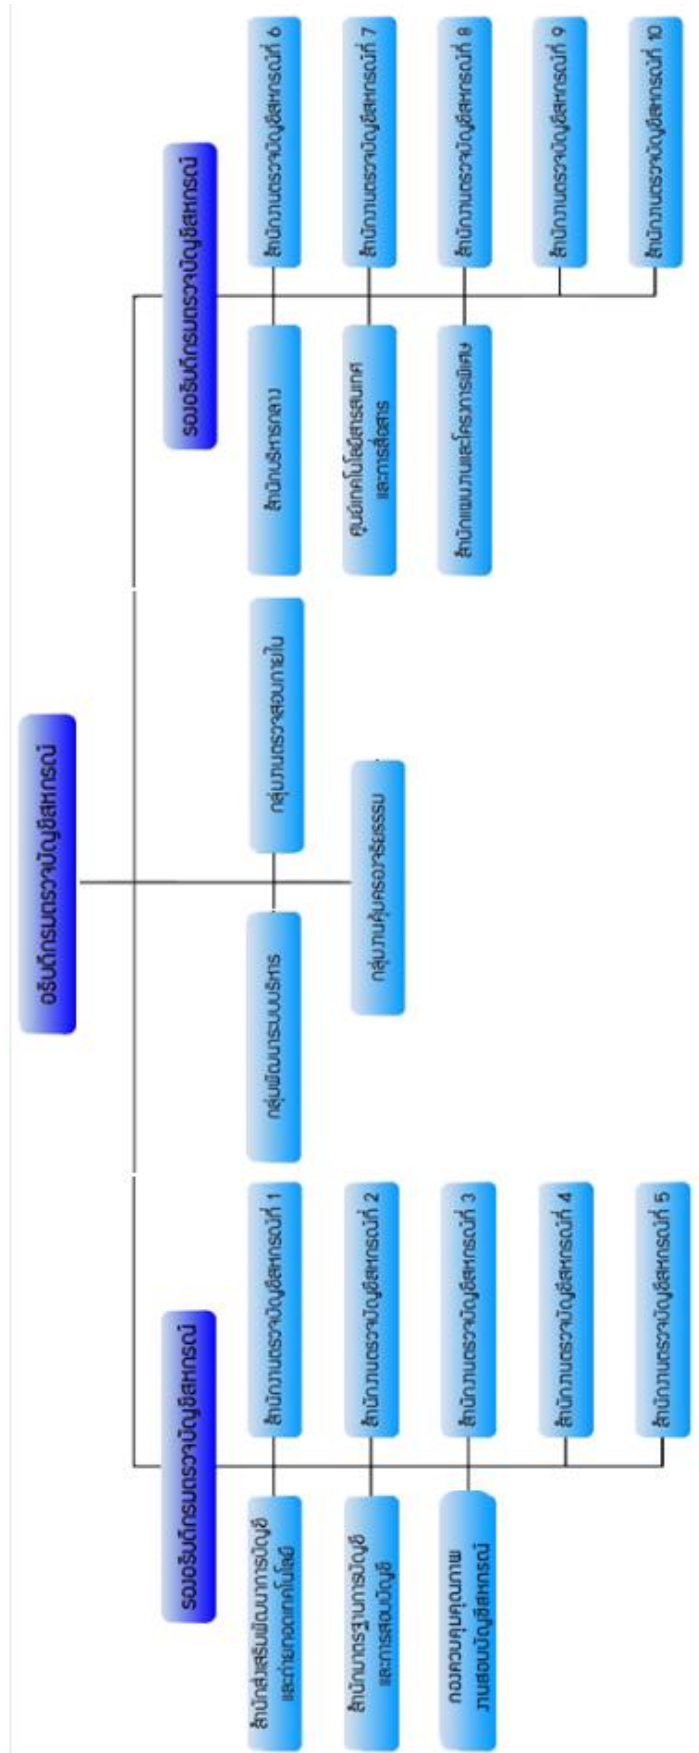 อธิบดีกรมตรวจบัญชีสหกรณ์
รองอธิบดีกรมตรวจบัญชีสหกรณ์
รองอธิบดีกรมตรวจบัญชีสหกรณ์
สำนักส่งเสริมพัฒนาการบัญชี
และถ่ายทอดเทคโนโลยี
สำนักงานตรวจบัญชีสหกรณ์ที่ 1
กลุ่มพัฒนาระบบบริหาร
กลุ่มงานตรวจสอบภายใน
สำนักบริหารกลาง
สำนักงานตรวจบัญชีสหกรณ์ที่ 6
สำนักมาตรฐานการบัญชี
และการสอบบัญชี
สำนักงานตรวจบัญชีสหกรณ์ที่ 2
กลุ่มงานคุ้มครองจริยธรรม
ศูนย์เทคโนโลยีสารสนเทศ
และการสื่อสาร
สำนักงานตรวจบัญชีสหกรณ์ที่ 7
กองควบคุมคุณภาพ
งานสอบบัญชีสหกรณ์
สำนักงานตรวจบัญชีสหกรณ์ที่ 3
สำนักแผนงานและโครงการพิเศษ
สำนักงานตรวจบัญชีสหกรณ์ที่ 8
สำนักงานตรวจบัญชีสหกรณ์ที่ 4
สำนักงานตรวจบัญชีสหกรณ์ที่ 9
สำนักงานตรวจบัญชีสหกรณ์ที่ 5
สำนักงานตรวจบัญชีสหกรณ์ที่ 10